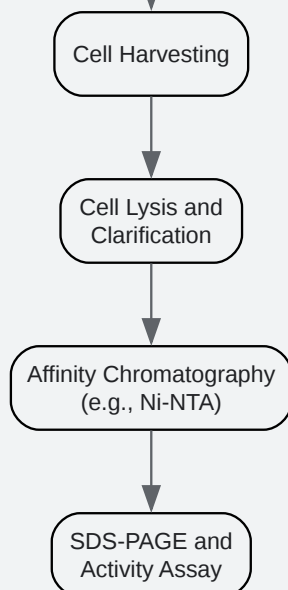 Cell Harvesting
Cell Lysis and
Clarification
Affinity Chromatography
(e.g., Ni-NTA)
SDS-PAGE and
Activity Assay